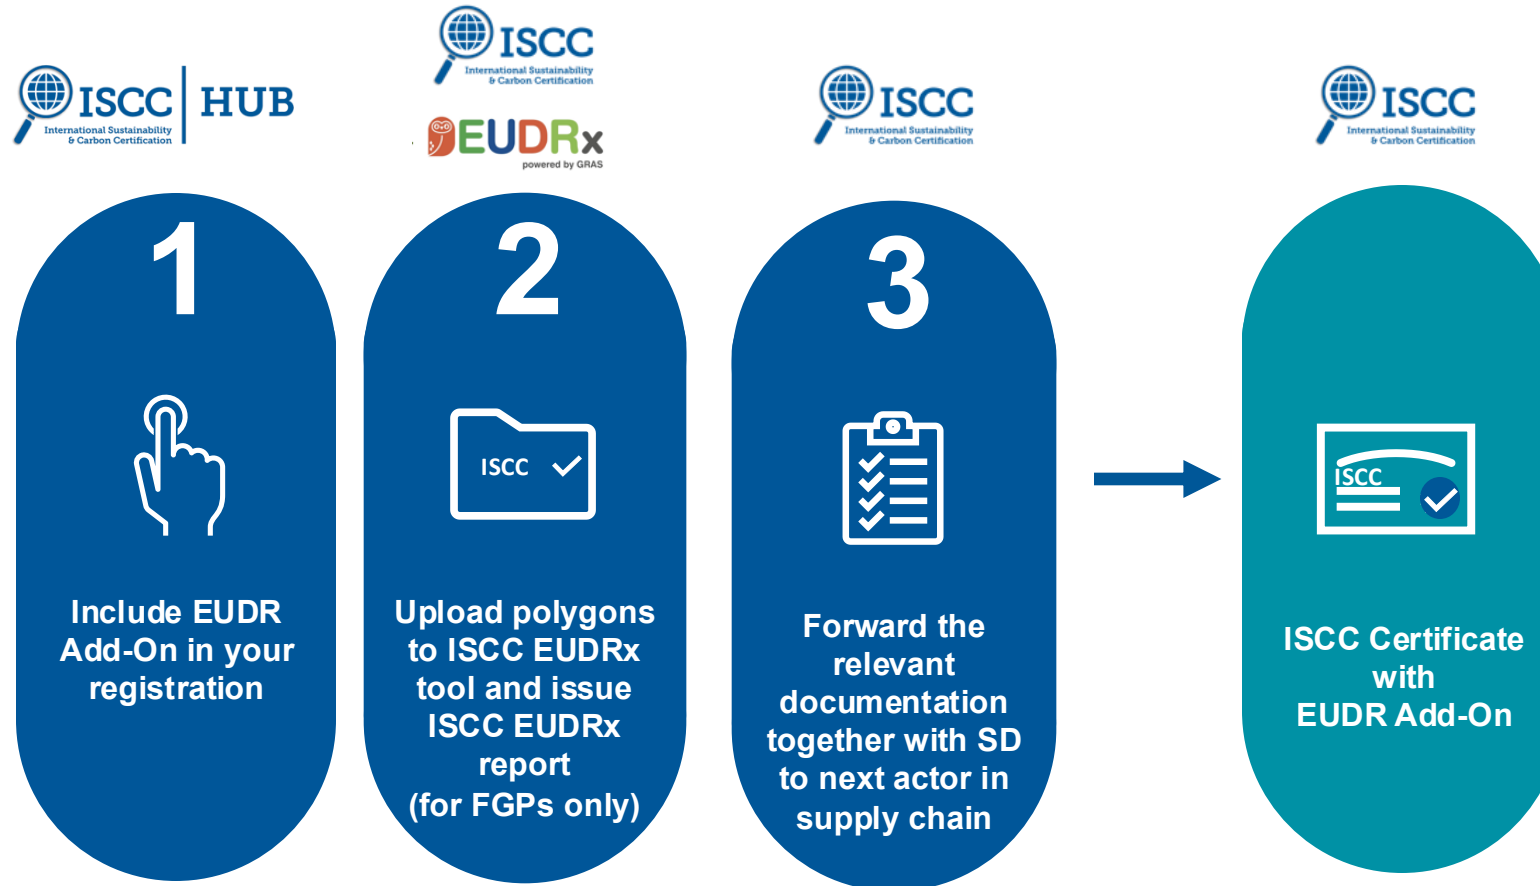 ISCC HUB
International Sustainability
& Carbon Certification
ISCC
International Sustainability
& Carbon Certification
EUDRx
powered by GRAS
ISCC
International Sustainability
& Carbon Certification
ISCC
International Sustainability
& Carbon Certification
1
Include EUDR
Add-On in your
registration
2
ISCC
Upload polygons
to ISCC EUDRx
tool and issue
ISCC EUDRx
report
(for FGPs only)
3
Forward the
relevant
documentation
together with SD
to next actor in
supply chain
ISCC
ISCC Certificate
with
EUDR Add-On